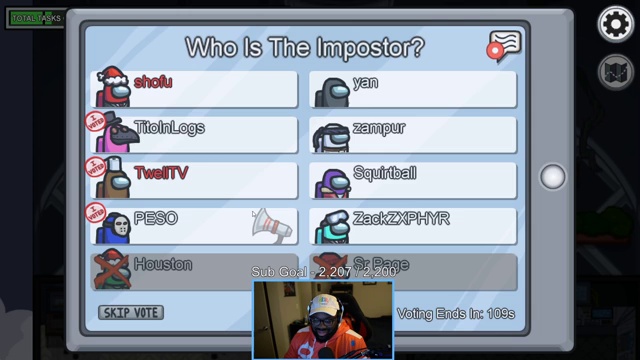 TOTAL TASKS
Who Is The Impostor?
shofu
yan
I VOTED
TitoInLogs
zampur
I VOTED
TwellTV
Squirtball
I VOTED
PESO
ZackZXPHYR
Houston
Sr Page
Sub Goal - 2,207 / 2,200
SKIP VOTE
Voting Ends In: 109s